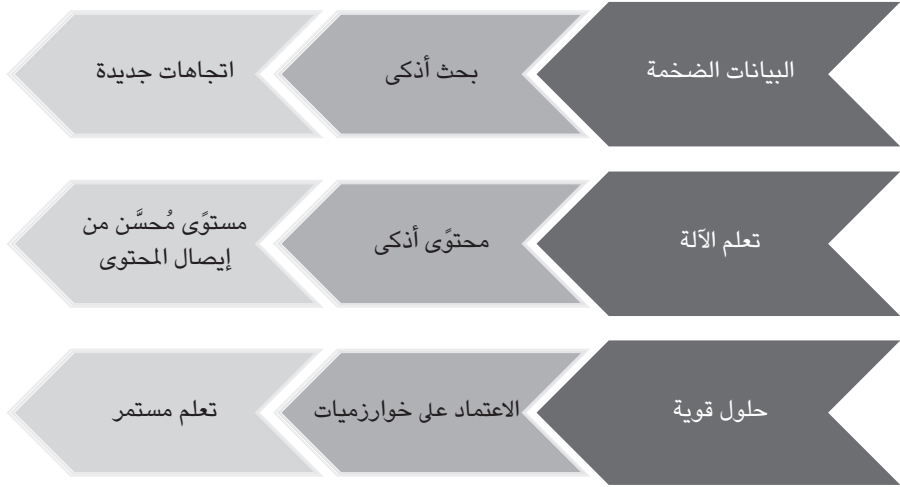 البيانات الضخمة
بحث أذكى
اتجاهات جديدة
تعلم الآلة
محتوًى أذكى
مستوًى مُحسَّن من
إيصال المحتوى
حلول قوية
الاعتماد على خوارزميات
تعلم مستمر